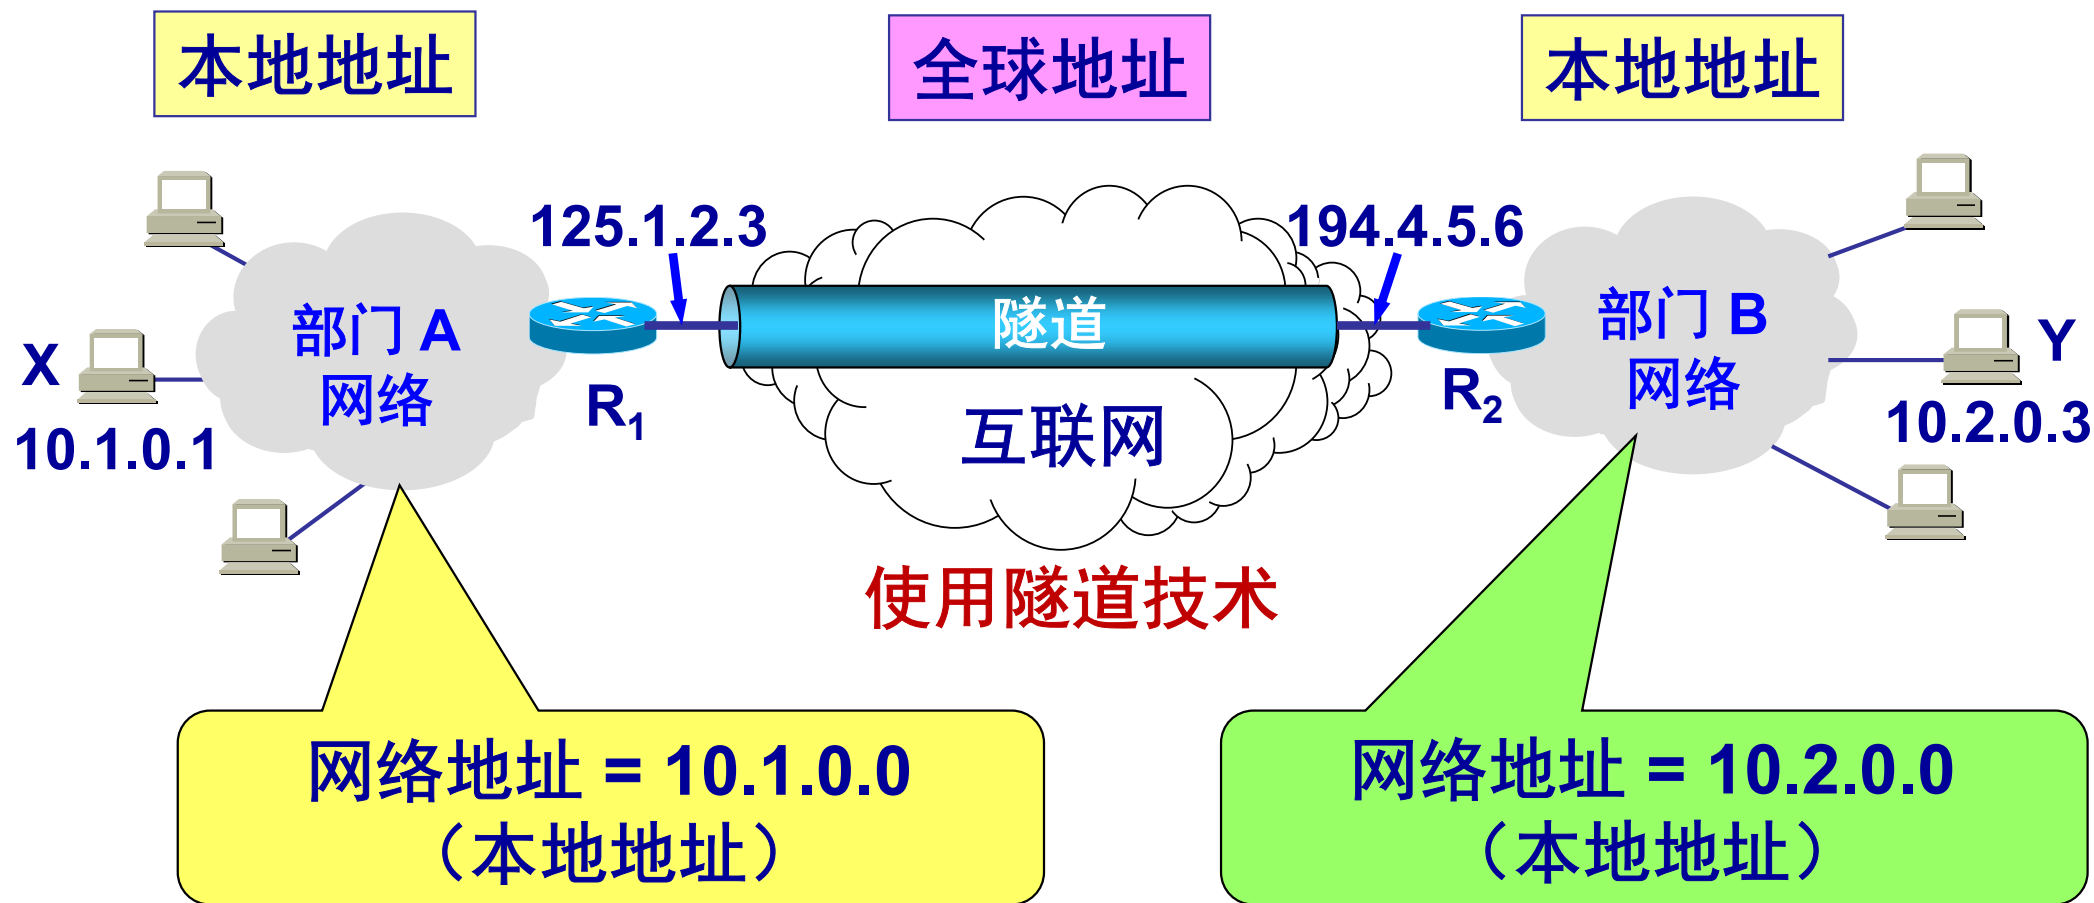 本地地址
全球地址
本地地址
125.1.2.3
194.4.5.6
隧道
部门 A
网络
部门 B
网络
X
Y
R1
R2
10.1.0.1
10.2.0.3
互联网
使用隧道技术
网络地址 = 10.1.0.0
（本地地址）
网络地址 = 10.2.0.0
（本地地址）